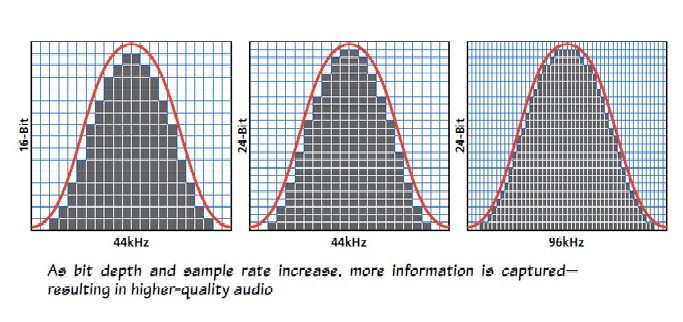 16-Bit
44kHz
24-Bit
44kHz
24-Bit
96kHz
As bit depth and sample rate increase, more information is captured—
resulting in higher-quality audio